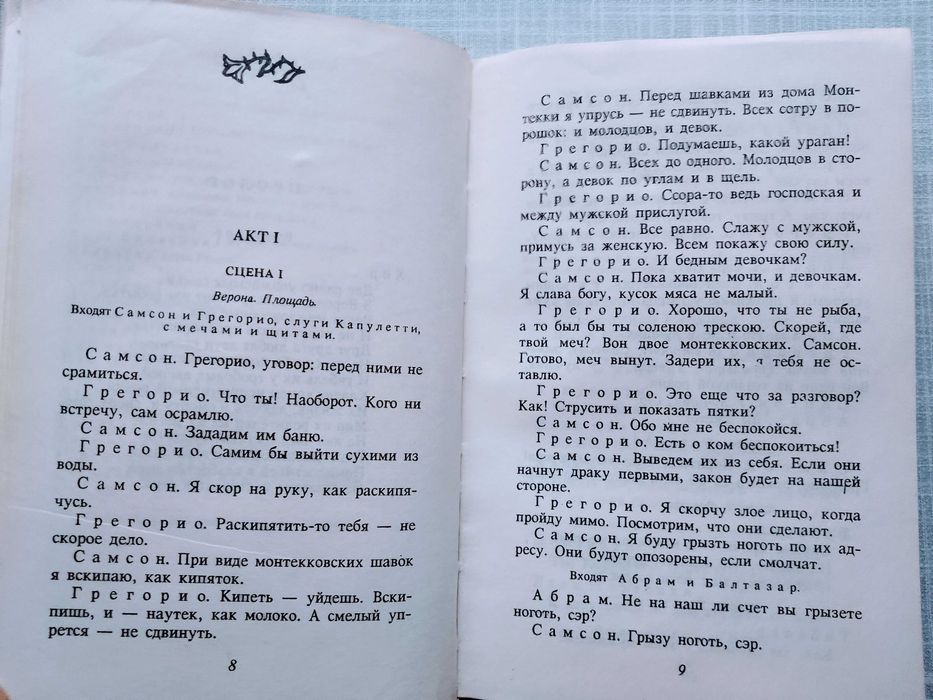 АКТ I
СЦЕНА I
Верона. Площадь.
Входят Самсон и Грегорио, слуги Капулетти,
с мечами и щитами.
Самсон. Грегорио, уговор: перед ними не
срамиться.
Грегорио. Что ты! Наоборот. Кого ни
встречу, сам осрамлю.
Самсон. Зададим им баню.
Грегорио. Самим бы выйти сухими из
воды.
Самсон. Я скор на руку, как раскипя-
чусь.
Грегорио. Раскипятить-то тебя — не
скорое дело.
Самсон. При виде монтекковских шавок
я вскипаю, как кипяток.
Грегорио. Кипеть — уйдешь. Вски-
пишь, и — наутек, как молоко. А смелый уп-
рется — не сдвинуть.
8
Самсон. Перед шавками из дома Мон-
текки я упрусь — не сдвинуть. Всех сотру в по-
рошок: и молодцов, и девок.
Грегорио. Подумаешь, какой ураган!
Самсон. Всех до одного. Молодцов в сто-
рону, а девок по углам и в щель.
Грегорио. Ссора-то ведь господская и
между мужской прислугой.
Самсон. Все равно. Слажу с мужской,
примусь за женскую. Всем покажу свою силу.
Грегорио. И бедным девочкам?
Самсон. Пока хватит мочи, и девочкам.
Я слава богу, кусок мяса не малый.
Грегорио. Хорошо, что ты не рыба,
а то был бы ты соленою трескою. Скорей, где
твой меч? Вон двое монтекковских. Самсон.
Готово, меч вынут. Задери их, я тебя не ос-
тавлю.
Грегорио. Это еще что за разговор?
Как! Струсить и показать пятки?
Самсон. Обо мне не беспокойся.
Грегорио. Есть о ком беспокоиться!
Самсон. Выведем их из себя. Если они
начнут драку первыми, закон будет на нашей
стороне.
Грегорио. Я скорчу злое лицо, когда
пройду мимо. Посмотрим, что они сделают.
Самсон. Я буду грызть ноготь по их ад-
ресу. Они будут опозорены, если смолчат.
Входят Абрам и Балтазар.
Абрам. Не на наш ли счет вы грызете
ноготь, сэр?
Самсон. Грызу ноготь, сэр.
9